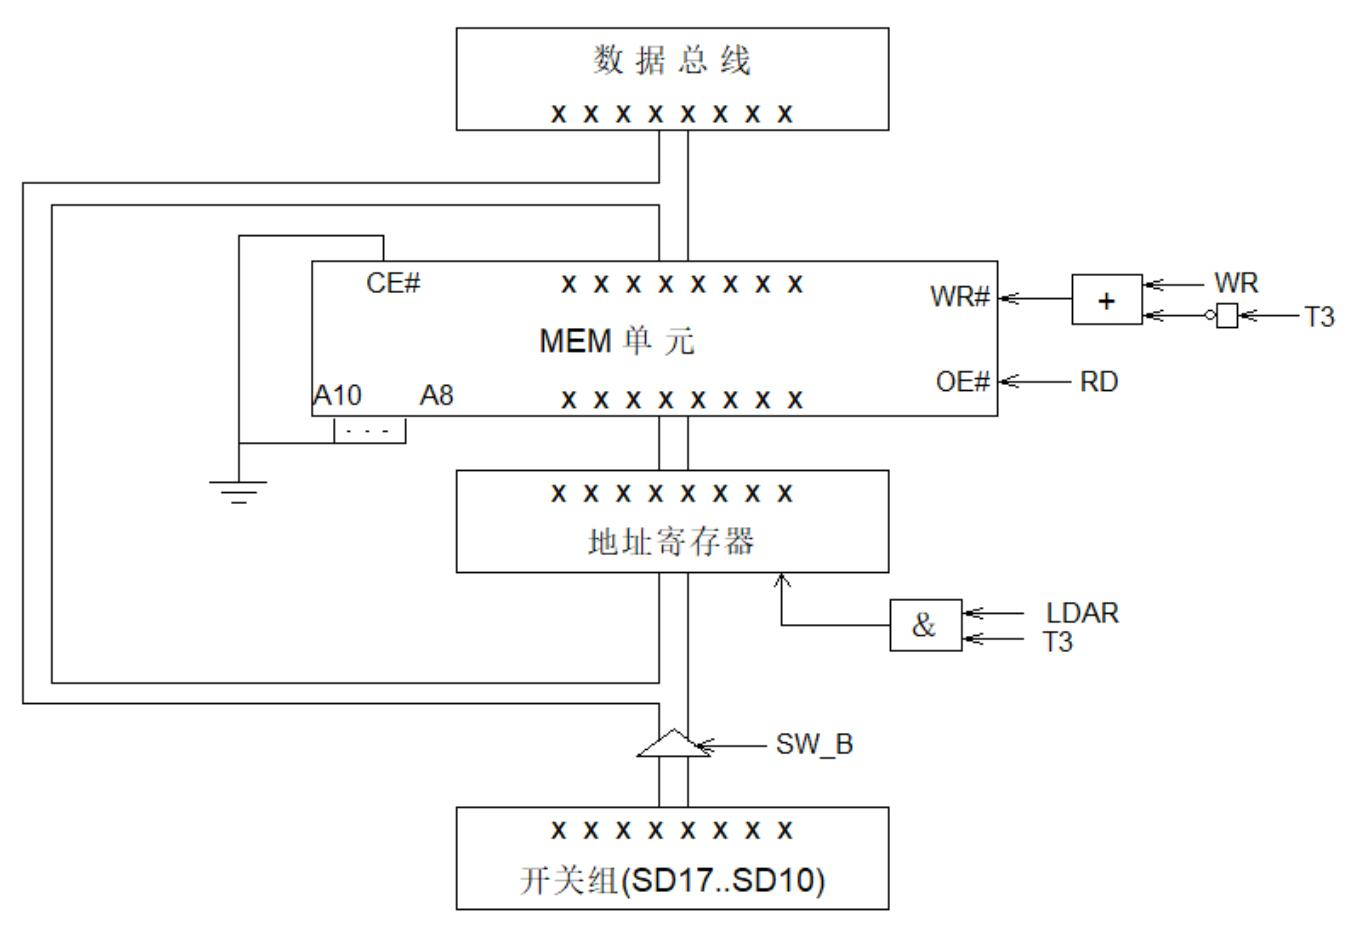 数据总线
X X X X X X X X
CE# X X X X X X X X
WR#
+
WR
T3
MEM 单元
OE#
RD
A10 A8 X X X X X X X X
- - -
X X X X X X X X
地址寄存器
&
LDAR
T3
SW_B
X X X X X X X X
开关组(SD17..SD10)